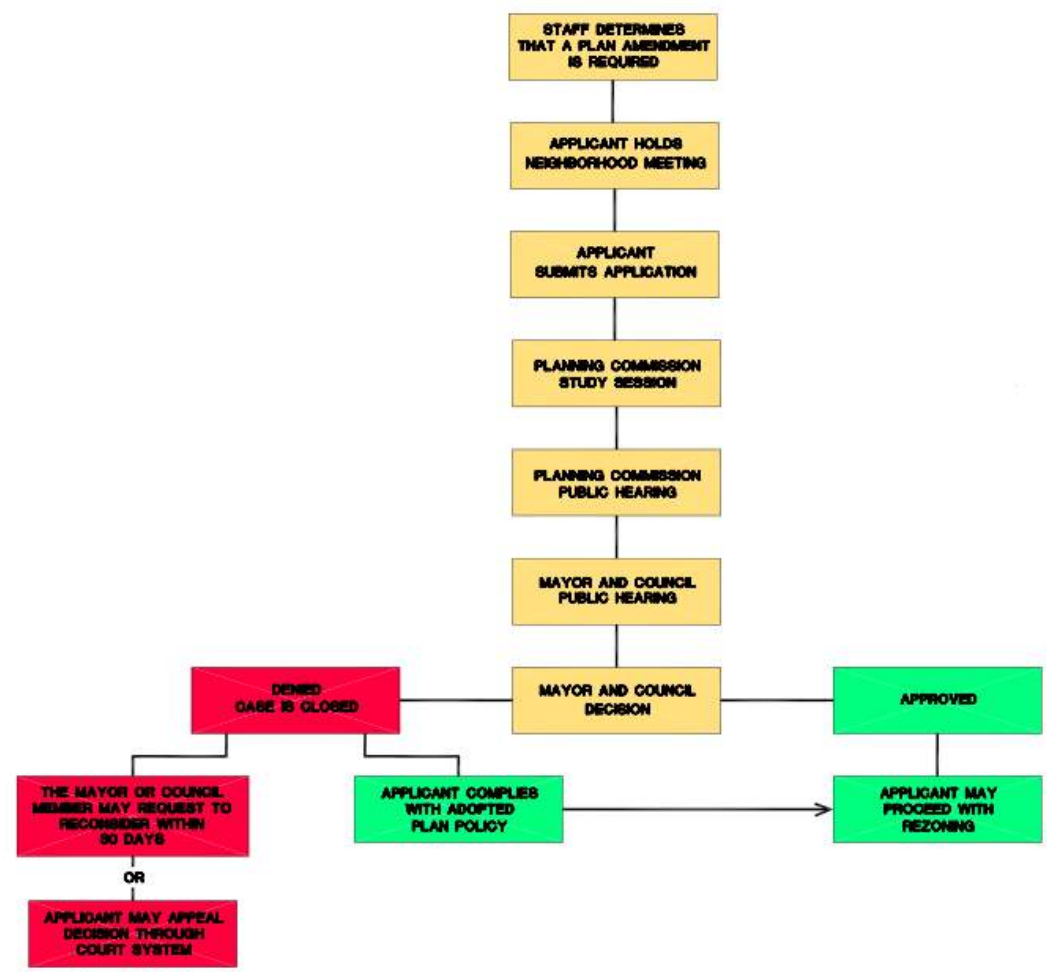 STAFF DETERMINES
THAT A PLAN AMENDMENT
IS REQUIRED
APPLICANT HOLDS
NEIGHBORHOOD MEETING
APPLICANT
SUBMITS APPLICATION
PLANNING COMMISSION
STUDY SESSION
PLANNING COMMISSION
PUBLIC HEARING
MAYOR AND COUNCIL
PUBLIC HEARING
DENIED
CASE IS CLOSED
MAYOR AND COUNCIL
DECISION
APPROVED
THE MAYOR OR COUNCIL
MEMBER MAY REQUEST TO
RECONSIDER WITHIN
30 DAYS
APPLICANT COMPLIES
WITH ADOPTED
PLAN POLICY
APPLICANT MAY
PROCEED WITH
REZONING
OR
APPLICANT MAY APPEAL
DECISION THROUGH
COURT SYSTEM